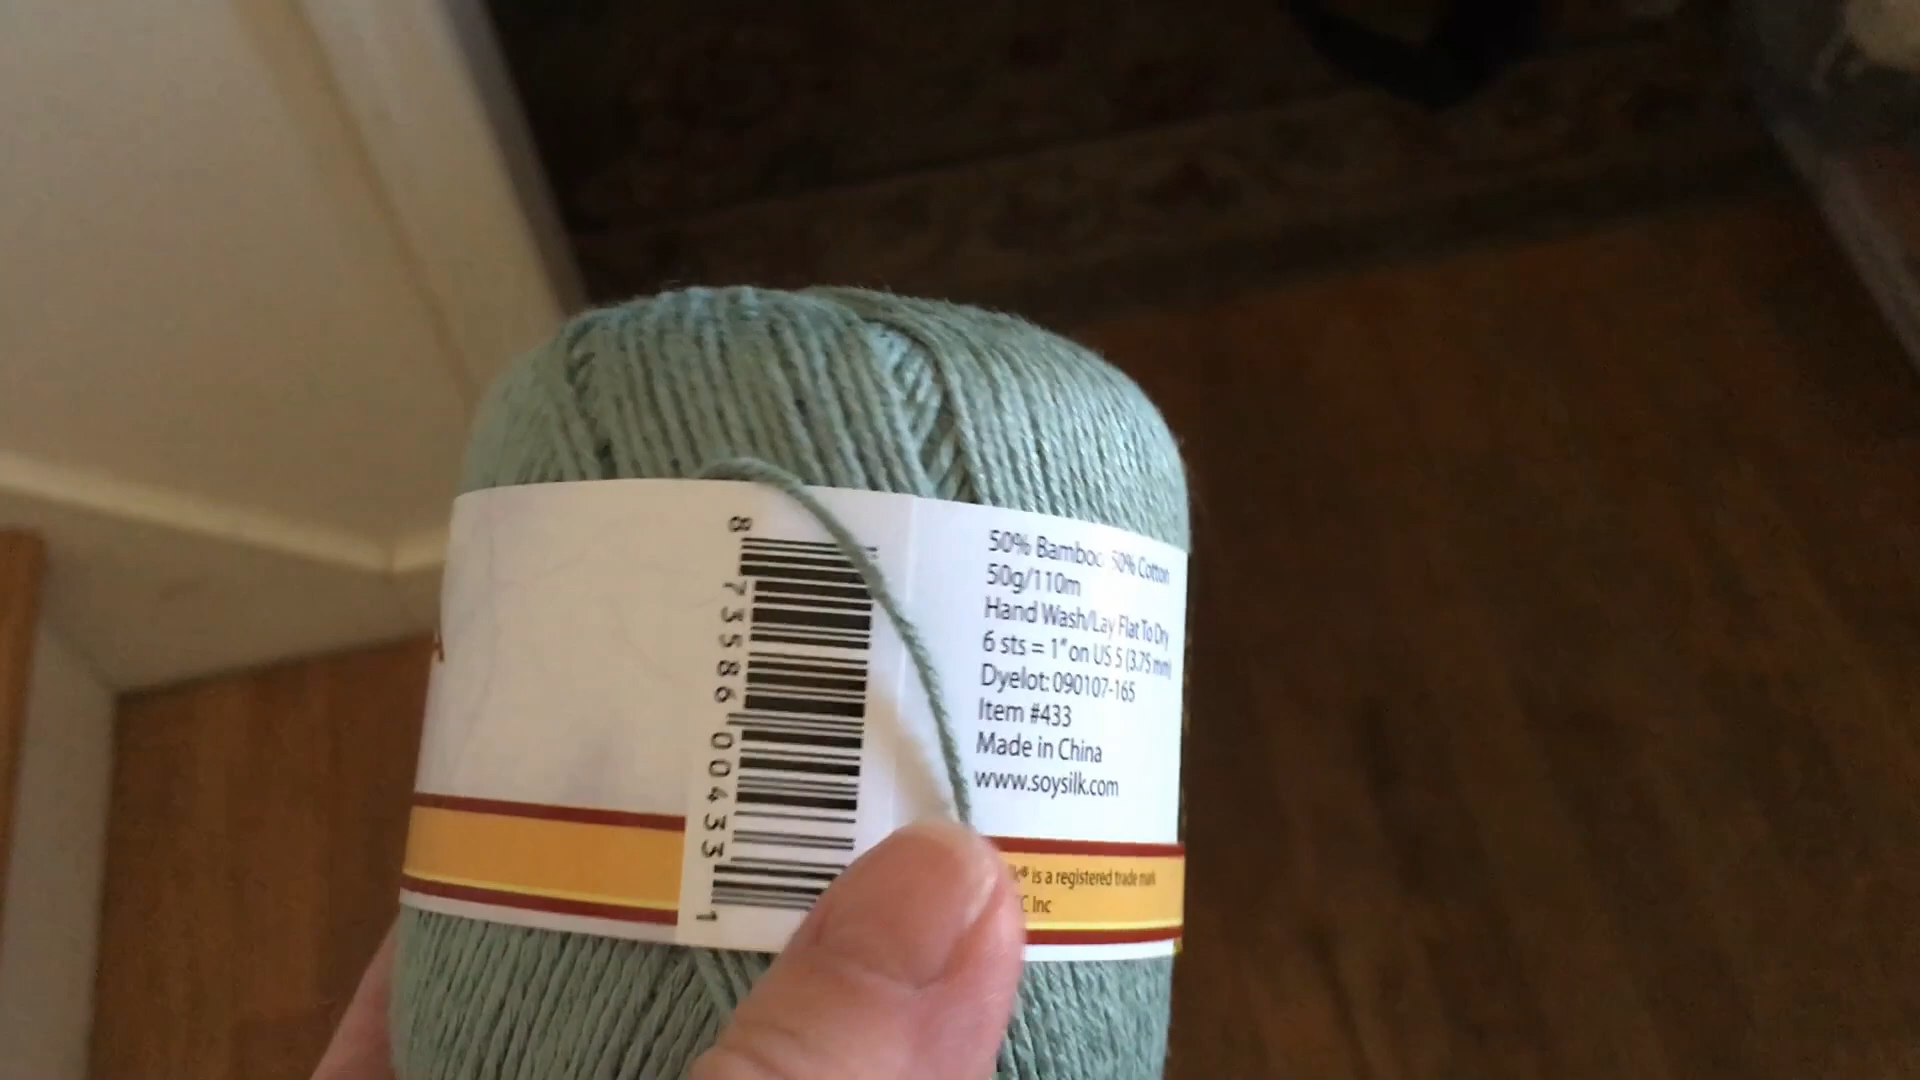 8 73586 00433 1
50% Bamboo 50% Cotton
50g/110m
Hand Wash/Lay Flat To Dry
6 sts = 1" on US 5 (3.75 mm)
Dyelot: 090107-165
Item #433
Made in China
www.soysilk.com
® is a registered trade mark
Inc